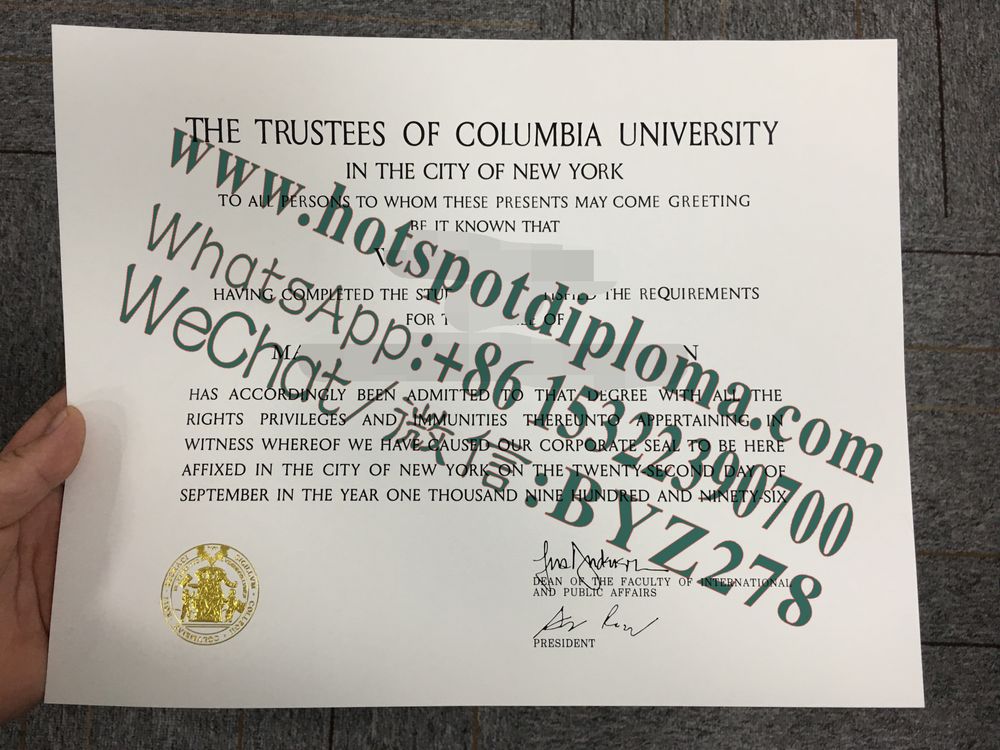 THE TRUSTEES OF COLUMBIA UNIVERSITY
IN THE CITY OF NEW YORK
TO ALL PERSONS TO WHOM THESE PRESENTS MAY COME GREETING
BE IT KNOWN THAT
HAVING COMPLETED THE THE REQUIREMENTS
FOR OF
HAS ACCORDINGLY BEEN ADMITTED TO THAT DEGREE WITH ALL THE
RIGHTS PRIVILEGES AND IMMUNITIES THEREUNTO APPERTAINING IN
WITNESS WHEREOF WE HAVE CAUSED OUR CORPORATE SEAL TO BE HERE
AFFIXED IN THE CITY OF NEW YORK ON THE TWENTY-SECOND DAY OF
SEPTEMBER IN THE YEAR ONE THOUSAND NINE HUNDRED AND NINETY-SIX
DEAN OF THE FACULTY OF INTERNATIONAL
AND PUBLIC AFFAIRS
PRESIDENT
www.hotspotdiploma.com
WhatsApp:+86 15322390700
WeChat/微信:BYZ278